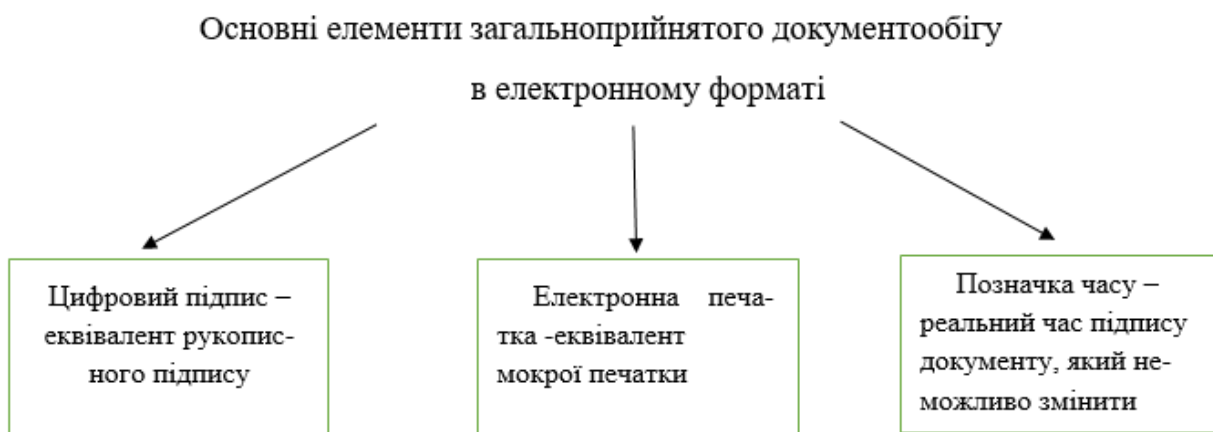 Основні елементи загальноприйнятого документообігу
в електронному форматі
Цифровий підпис –
еквівалент рукопис-
ного підпису
Електронна печа-
тка -еквівалент
мокрої печатки
Позначка часу –
реальний час підпису
документу, який не-
можливо змінити